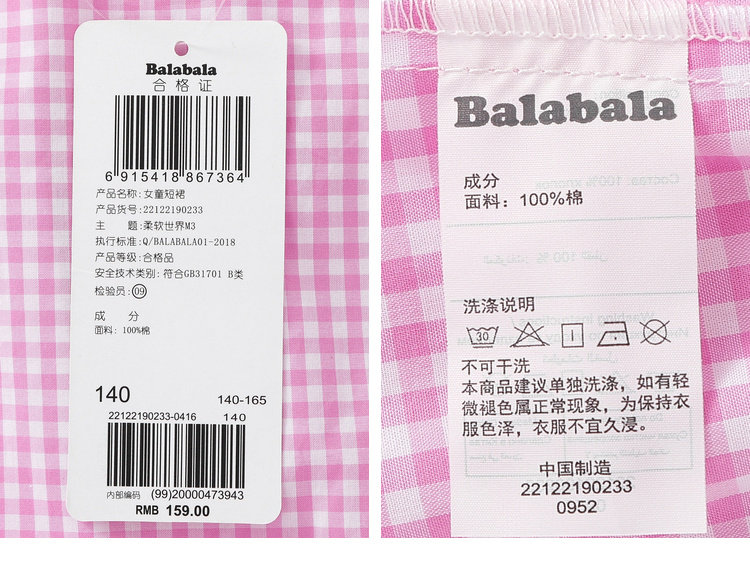 Balabala
合格证
6 915418 867364
产品名称:女童短裙
产品货号:22122190233
主 题:柔软世界M3
执行标准:Q/BALABALA01-2018
产品等级:合格品
安全技术类别:符合GB31701 B类
检验员:09
成 分
面料: 100%棉
140 140-165
22122190233-0416 140
内部编码 (99)20000473943
RMB 159.00
Balabala
成分
面料: 100%棉
洗涤说明
30
不可干洗
本商品建议单独洗涤,如有轻
微褪色属正常现象,为保持衣
服色泽,衣服不宜久浸。
中国制造
22122190233
0952